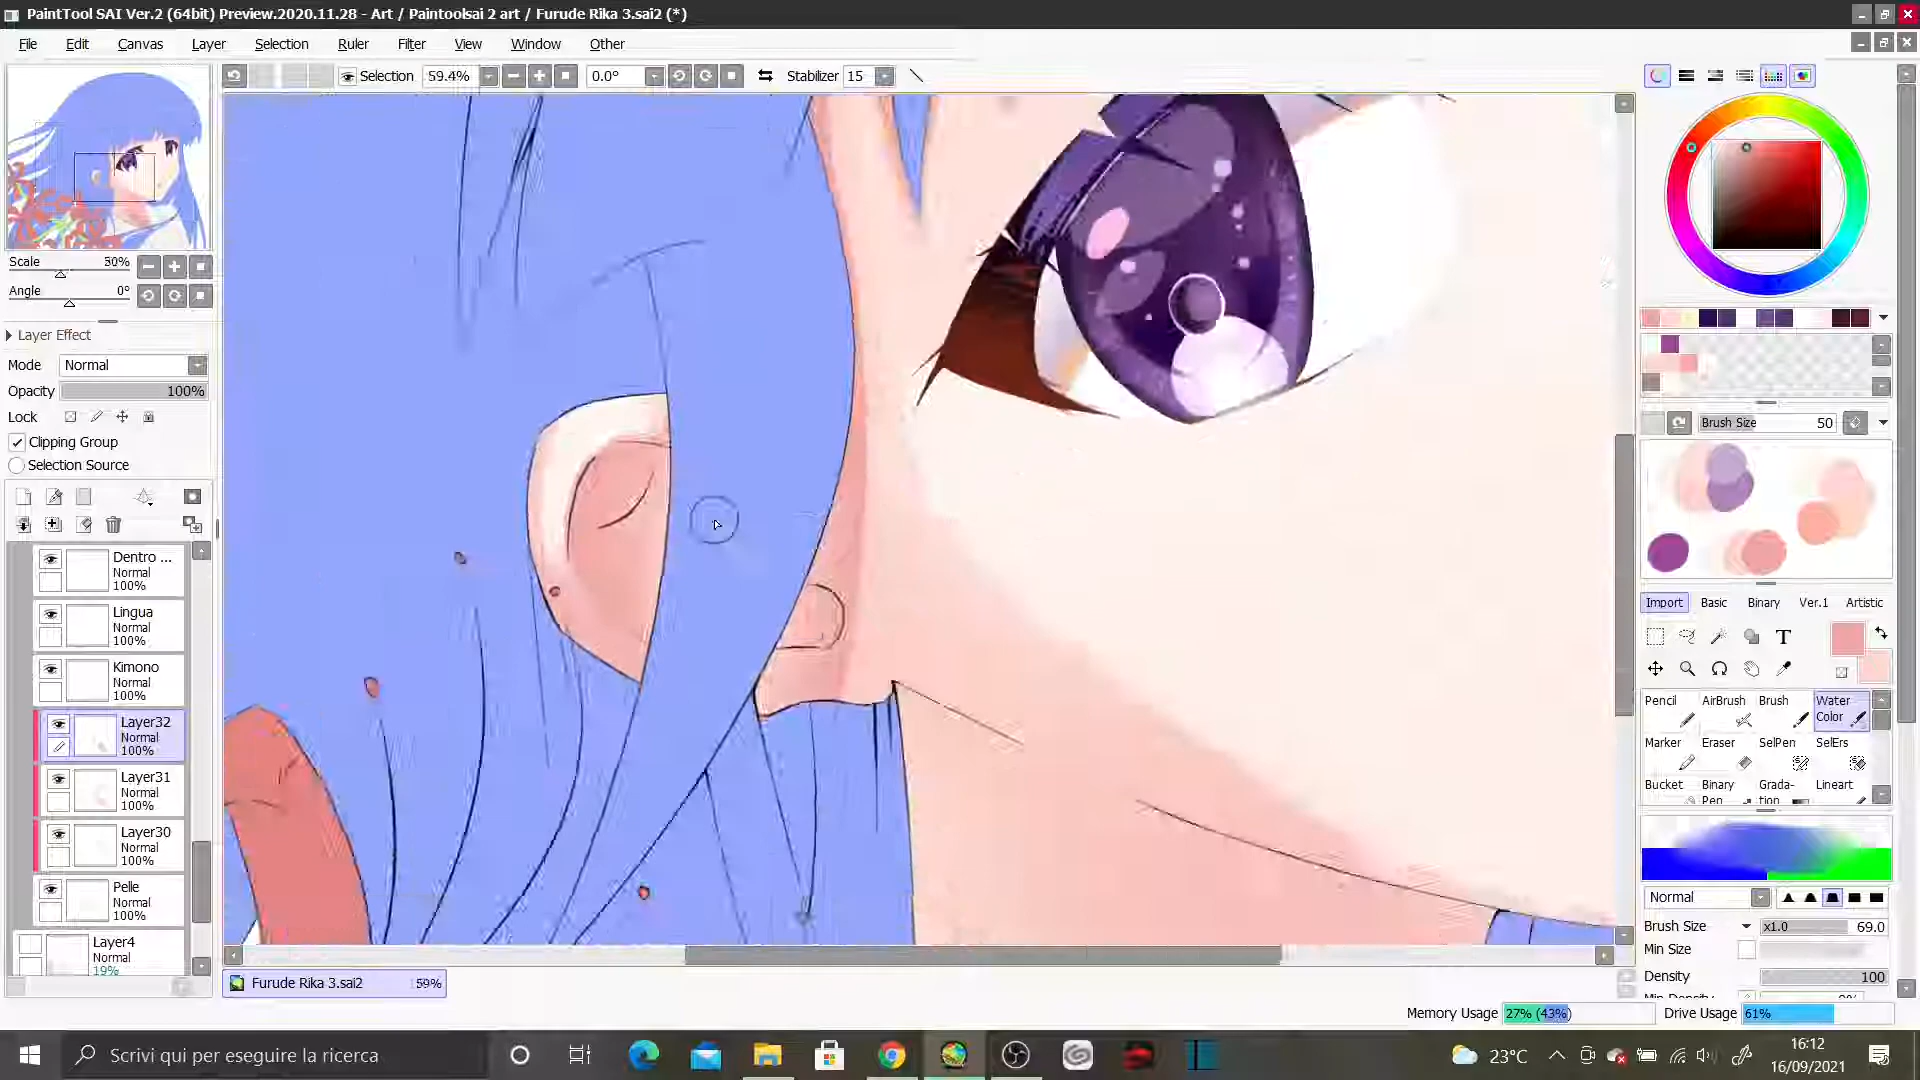 PaintTool SAI Ver.2 (64bit) Preview.2020.11.28 - Art / Paintoolsai 2 art / Furude Rika 3.sai2 (*)
File Edit Canvas Layer Selection Ruler Filter View Window Other
Selection 59.4% 0.0° Stabilizer 15
Scale 30%
Angle 0°
Layer Effect
Mode Normal
Opacity 100%
Lock
Clipping Group
Selection Source
Dentro ...
Normal
100%
Lingua
Normal
100%
Kimono
Normal
100%
Layer32
Normal
100%
Layer31
Normal
100%
Layer30
Normal
100%
Pelle
Normal
100%
Layer4
Normal
19%
Brush Size 50
Import Basic Binary Ver.1 Artistic
T
Pencil AirBrush Brush Water Color
Marker Eraser SelPen SelErs
Bucket Binary Pen Grada-tion Lineart
Normal
Brush Size x1.0 69.0
Min Size
Density 100
Min Density 0%
Furude Rika 3.sai2 59%
Memory Usage 27% (43%) Drive Usage 61%
Scrivi qui per eseguire la ricerca
23°C
16:12
16/09/2021